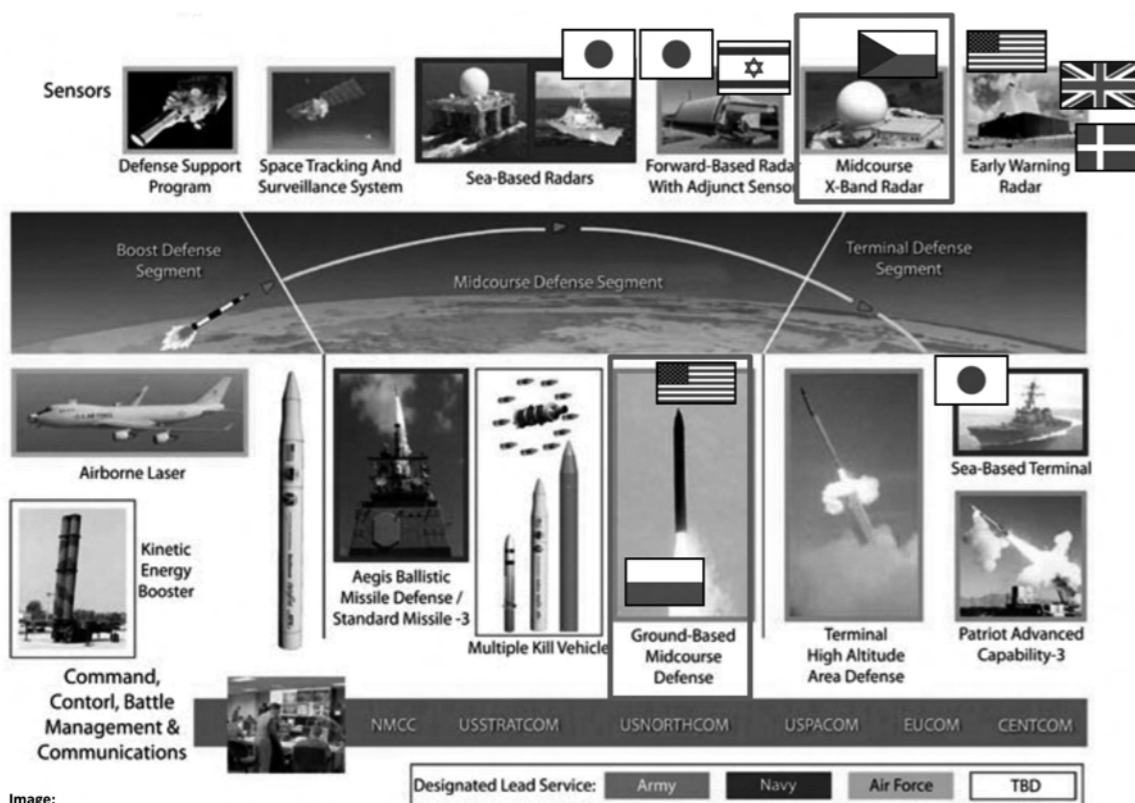 Sensors
Defense Support
Program
Space Tracking And
Surveillance System
Sea-Based Radars
Forward-Based Radar
With Adjunct Sensor
Midcourse
X-Band Radar
Early Warning
Radar
Boost Defense
Segment
Midcourse Defense Segment
Terminal Defense
Segment
Airborne Laser
Kinetic
Energy
Booster
Aegis Ballistic
Missile Defense /
Standard Missile -3
Multiple Kill Vehicle
Ground-Based
Midcourse
Defense
Terminal
High Altitude
Area Defense
Sea-Based Terminal
Patriot Advanced
Capability-3
Command,
Contorl, Battle
Management &
Communications
NMCC USSTRATCOM USNORTHCOM USPACOM EUCOM CENTCOM
Designated Lead Service: Army Navy Air Force TBD
Image: